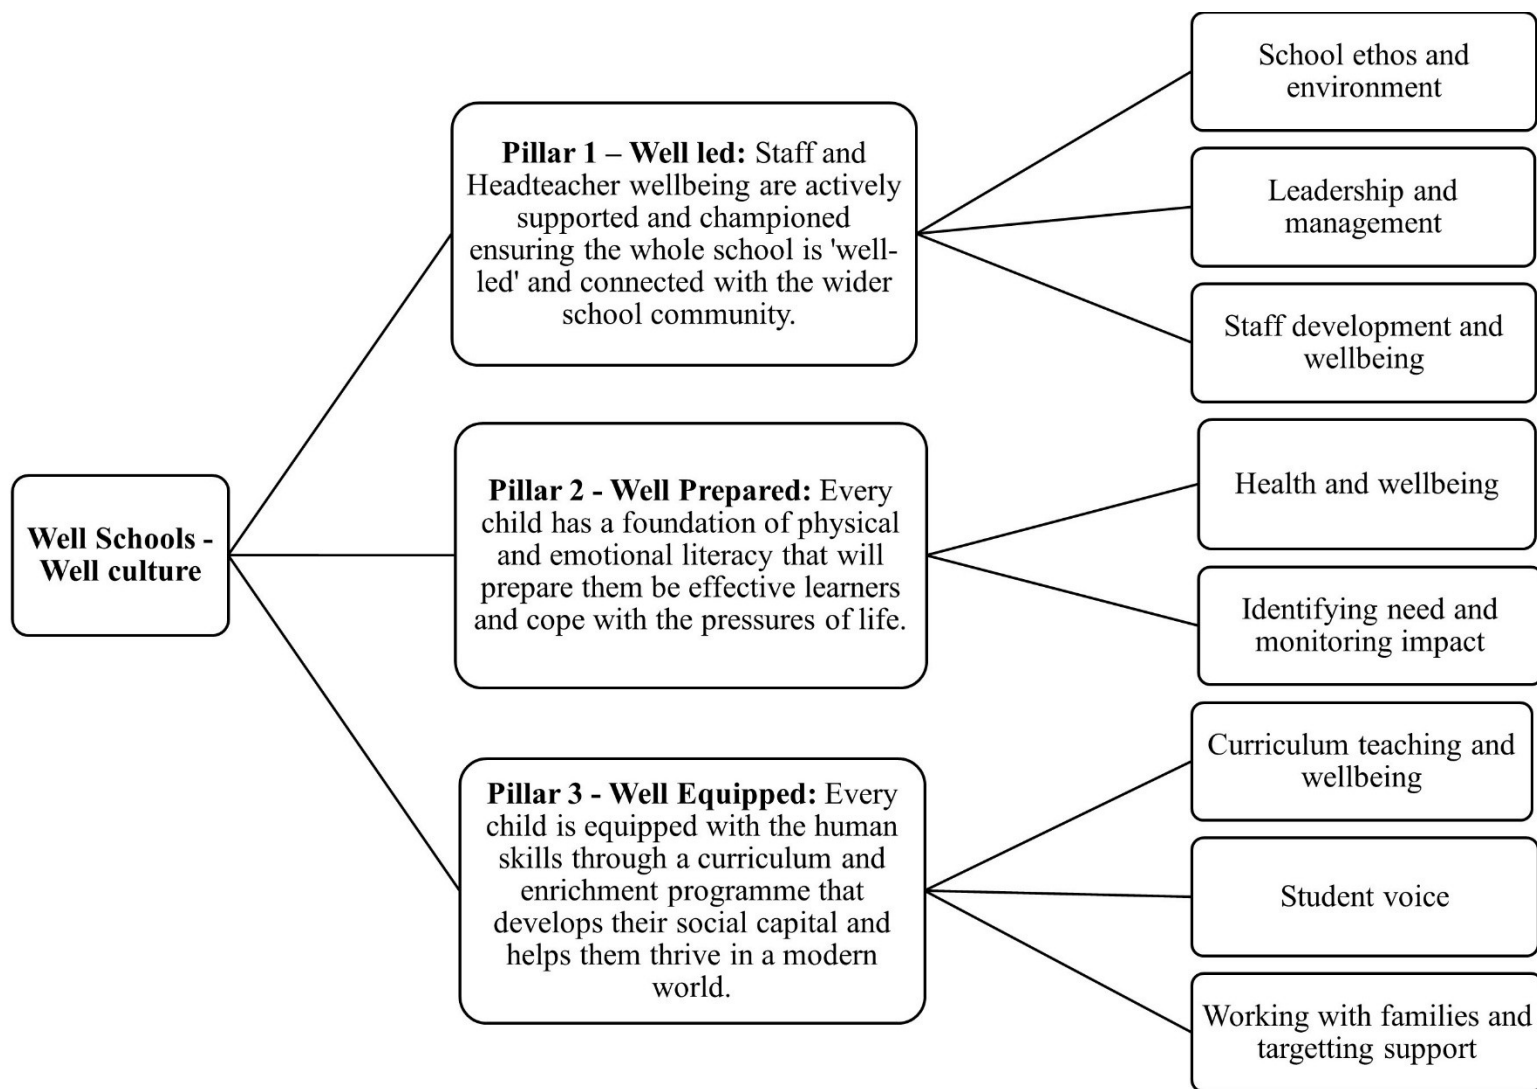 Well Schools -
Well culture
Pillar 1 – Well led: Staff and
Headteacher wellbeing are actively
supported and championed
ensuring the whole school is 'well-
led' and connected with the wider
school community.
School ethos and
environment
Leadership and
management
Staff development and
wellbeing
Pillar 2 - Well Prepared: Every
child has a foundation of physical
and emotional literacy that will
prepare them be effective learners
and cope with the pressures of life.
Health and wellbeing
Identifying need and
monitoring impact
Pillar 3 - Well Equipped: Every
child is equipped with the human
skills through a curriculum and
enrichment programme that
develops their social capital and
helps them thrive in a modern
world.
Curriculum teaching and
wellbeing
Student voice
Working with families and
targetting support